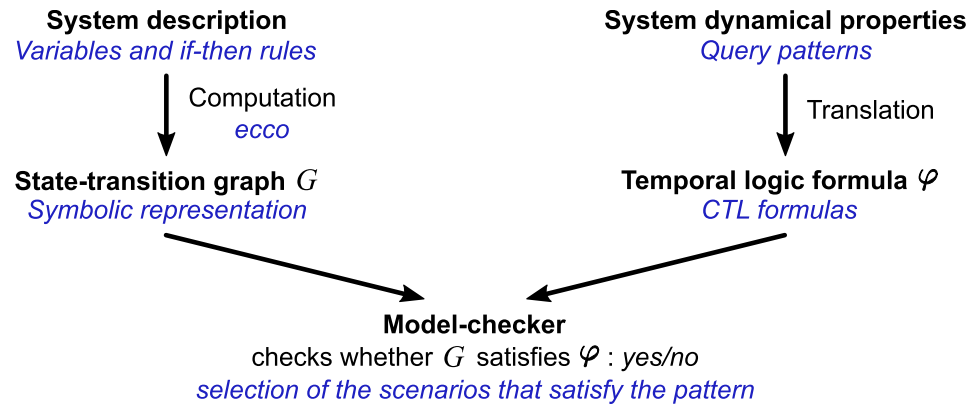 System description
Variables and if-then rules
Computation
ecco
State-transition graph G
Symbolic representation
System dynamical properties
Query patterns
Translation
Temporal logic formula φ
CTL formulas
Model-checker
checks whether G satisfies φ : yes/no
selection of the scenarios that satisfy the pattern